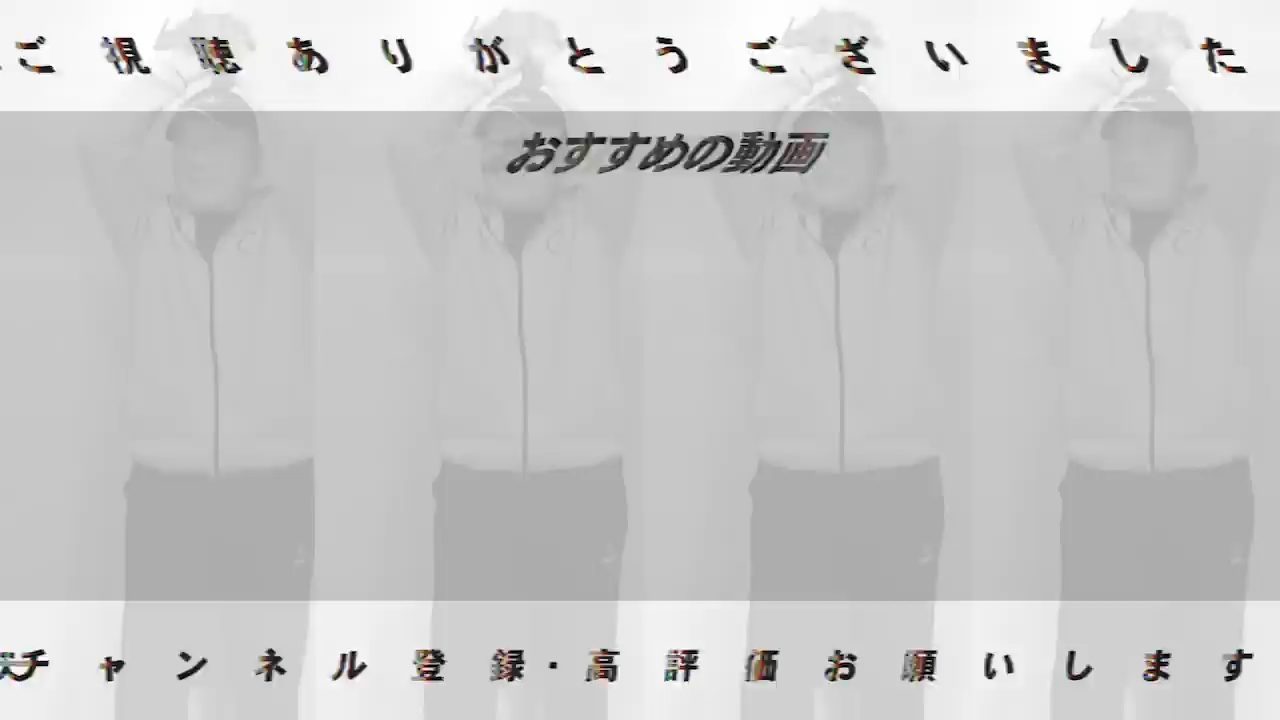 ご視聴ありがとうございました
おすすめの動画
チャンネル登録・高評価お願いします